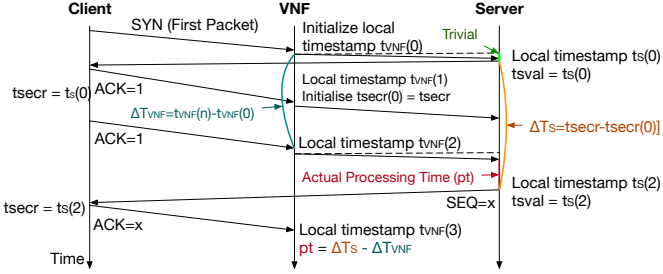 Client
VNF
Server
SYN (First Packet)
Initialize local
timestamp tVNF(0)
Trivial
Local timestamp tS(0)
tsval = tS(0)
tsecr = tS(0)
ACK=1
Local timestamp tVNF(1)
Initialise tsecr(0) = tsecr
ΔTVNF=tVNF(n)-tVNF(0)
ΔTS=tsecr-tsecr(0)]
ACK=1
Local timestamp tVNF(2)
Actual Processing Time (pt)
Local timestamp tS(2)
tsval = tS(2)
SEQ=x
tsecr = tS(2)
ACK=x
Local timestamp tVNF(3)
pt = ΔTS - ΔTVNF
Time